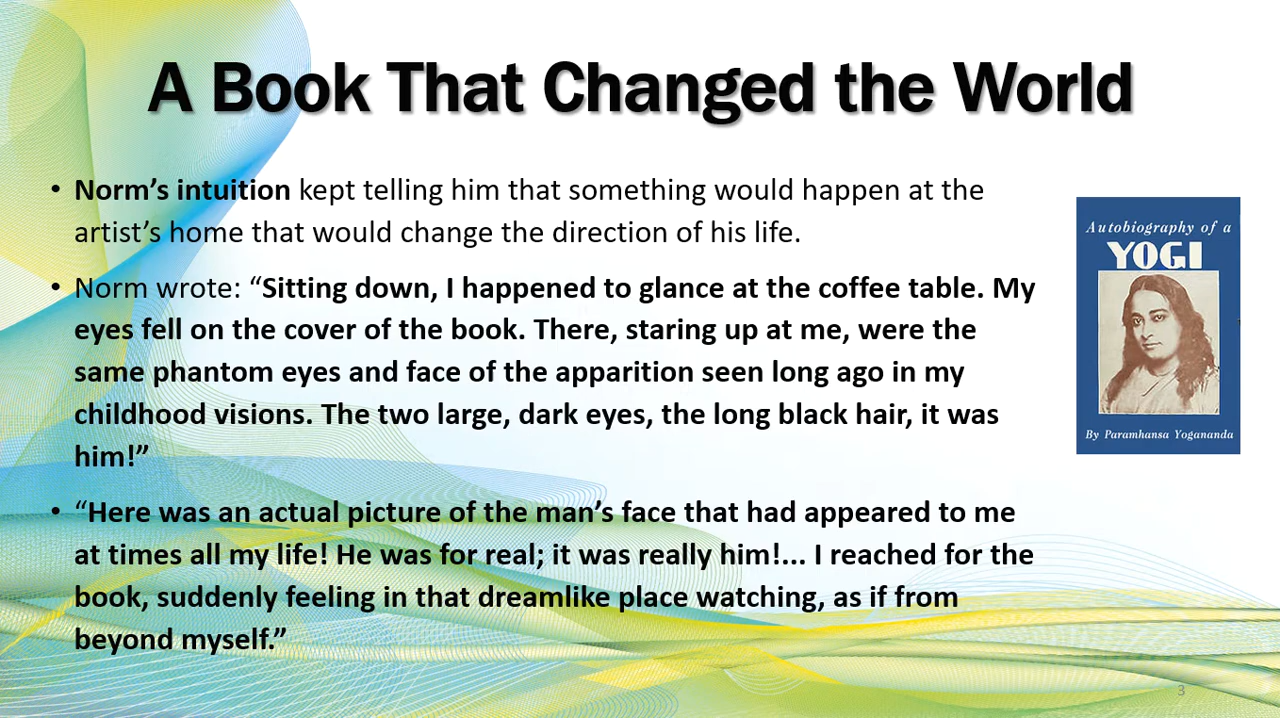 A Book That Changed the World
• Norm’s intuition kept telling him that something would happen at the
artist’s home that would change the direction of his life.
• Norm wrote: “Sitting down, I happened to glance at the coffee table. My
eyes fell on the cover of the book. There, staring up at me, were the
same phantom eyes and face of the apparition seen long ago in my
childhood visions. The two large, dark eyes, the long black hair, it was
him!”
• “Here was an actual picture of the man’s face that had appeared to me
at times all my life! He was for real; it was really him!... I reached for the
book, suddenly feeling in that dreamlike place watching, as if from
beyond myself.”
Autobiography of a
YOGI
By Paramhansa Yogananda
3